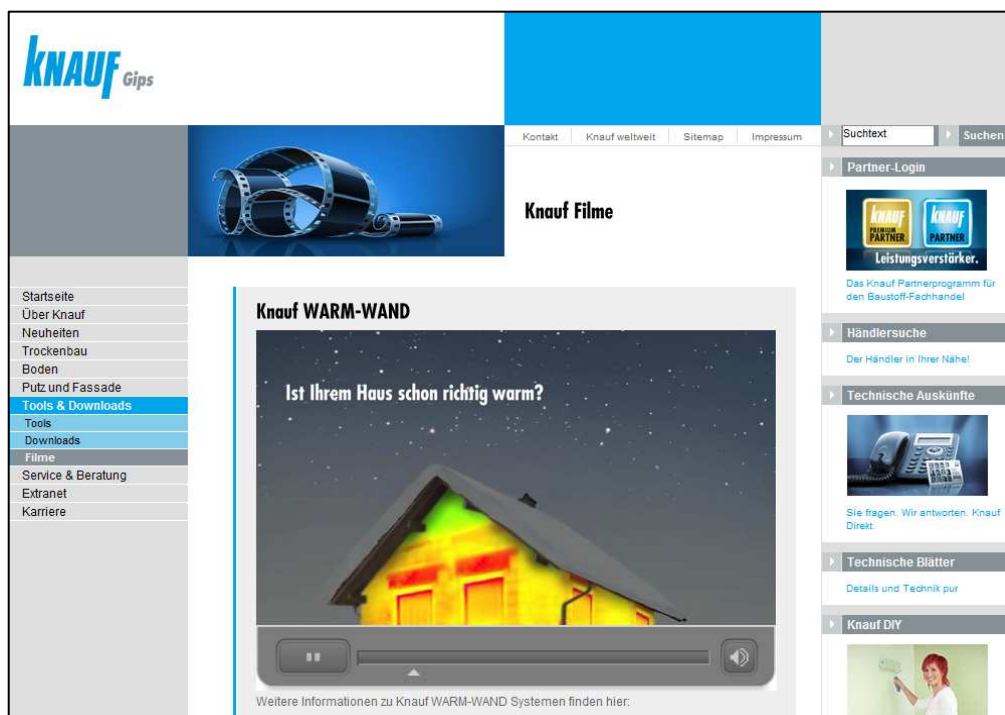 KNAUF Gips
Kontakt
Knauf weltweit
Sitemap
Impressum
Suchtext
Suchen
Knauf Filme
Startseite
Über Knauf
Neuheiten
Trockenbau
Boden
Putz und Fassade
Tools & Downloads
Tools
Downloads
Filme
Service & Beratung
Extranet
Karriere
Knauf WARM-WAND
Ist Ihrem Haus schon richtig warm?
Weitere Informationen zu Knauf WARM-WAND Systemen finden hier:
Partner-Login
KNAUF
PREMIUM
PARTNER
KNAUF
PARTNER
Leistungsverstärker.
Das Knauf Partnerprogramm für
den Baustoff-Fachhandel
Händlersuche
Der Händler in Ihrer Nähe!
Technische Auskünfte
Sie fragen. Wir antworten. Knauf
Direkt.
Technische Blätter
Details und Technik pur
Knauf DIY